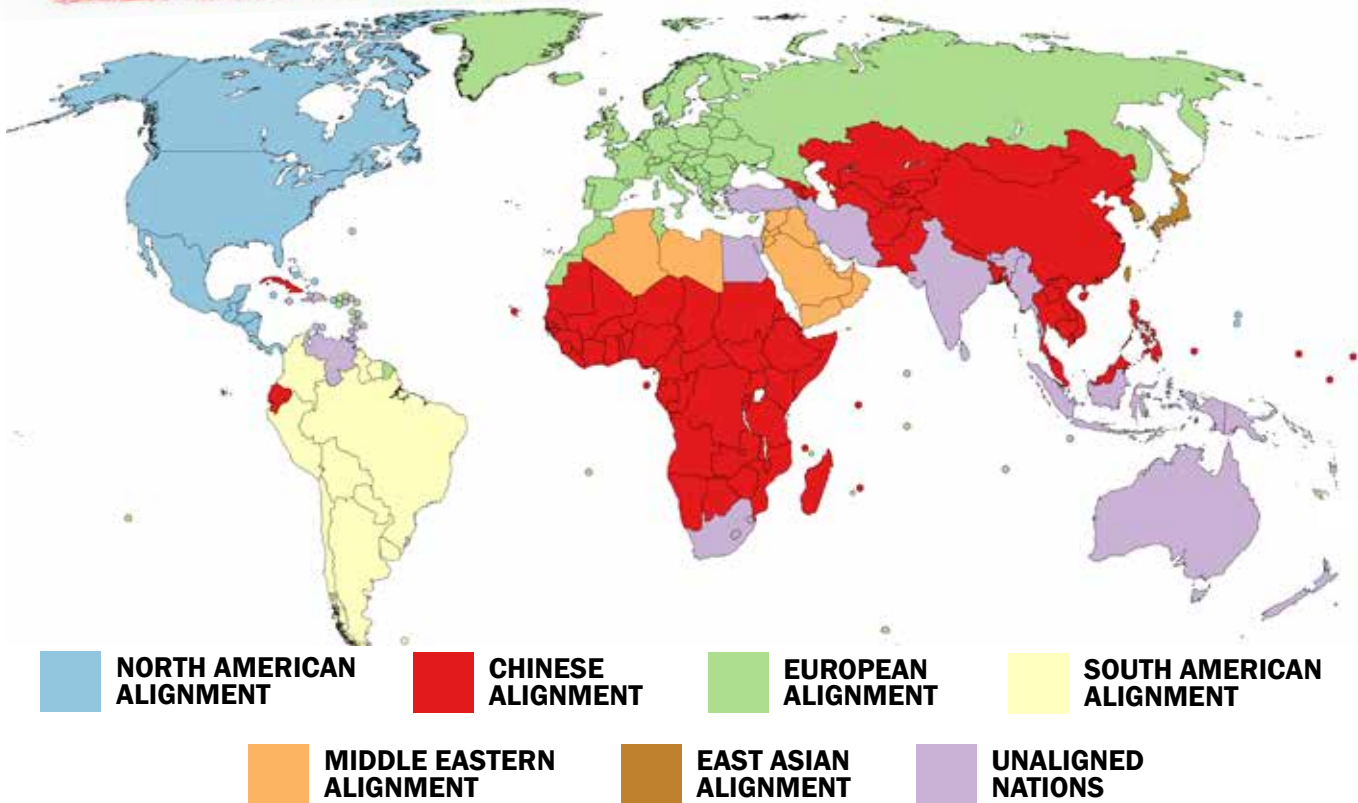 NORTH AMERICAN
ALIGNMENT
CHINESE
ALIGNMENT
EUROPEAN
ALIGNMENT
SOUTH AMERICAN
ALIGNMENT
MIDDLE EASTERN
ALIGNMENT
EAST ASIAN
ALIGNMENT
UNALIGNED
NATIONS